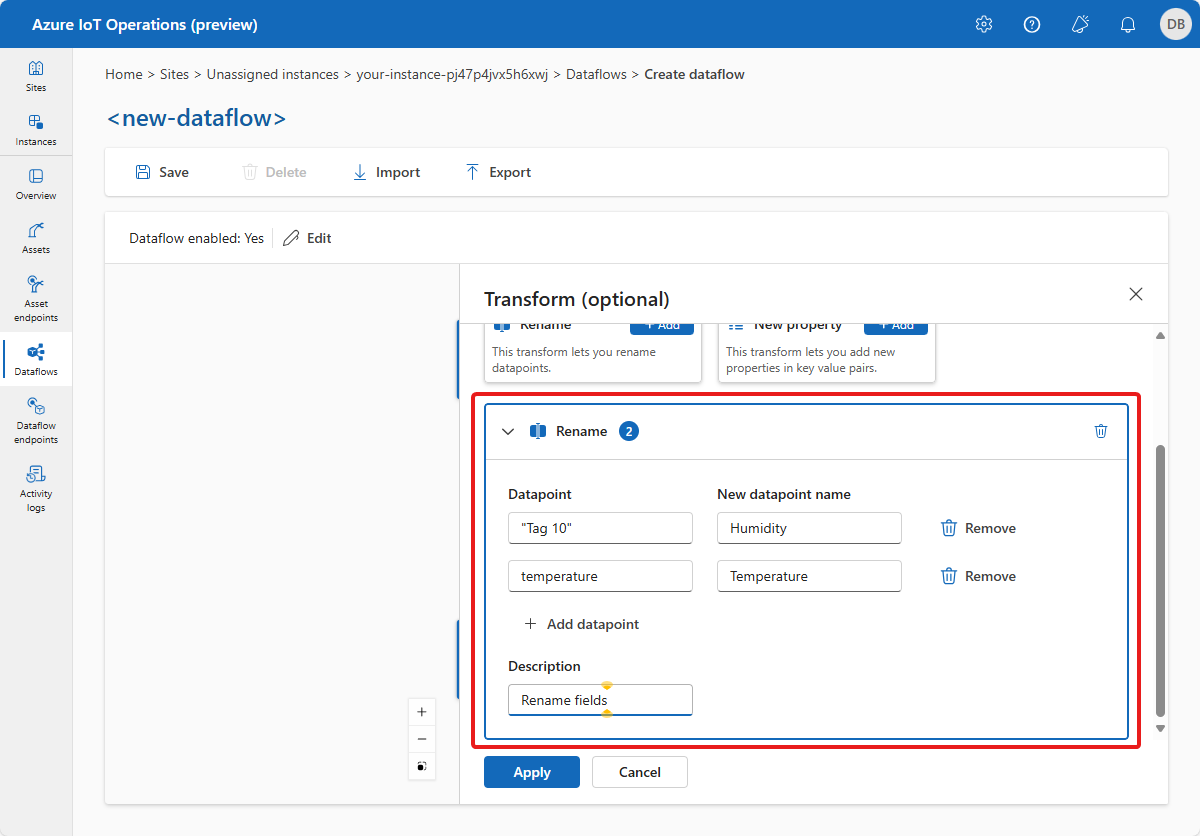 Azure IoT Operations (preview)
DB
Sites
Instances
Overview
Assets
Asset
endpoints
Dataflows
Dataflow
endpoints
Activity
logs
Home > Sites > Unassigned instances > your-instance-pj47p4jvx5h6xwj > Dataflows > Create dataflow
<new-dataflow>
Save Delete Import Export
Dataflow enabled: Yes Edit
Transform (optional)
Rename + Add New property + Add
This transform lets you rename
datapoints.
This transform lets you add new
properties in key value pairs.
Rename 2
Datapoint New datapoint name
"Tag 10" Humidity Remove
temperature Temperature Remove
+ Add datapoint
Description
Rename fields
Apply Cancel